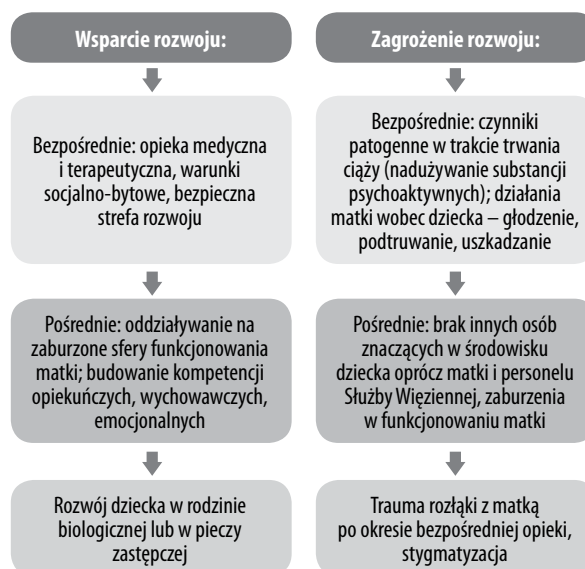 Wsparcie rozwoju:
Bezpośrednie: opieka medyczna
i terapeutyczna, warunki
socjalno-bytowe, bezpieczna
strefa rozwoju
Pośrednie: oddziaływanie na
zaburzone sfery funkcjonowania
matki; budowanie kompetencji
opiekuńczych, wychowawczych,
emocjonalnych
Rozwój dziecka w rodzinie
biologicznej lub w pieczy
zastępczej
Zagrożenie rozwoju:
Bezpośrednie: czynniki
patogenne w trakcie trwania
ciąży (nadużywanie substancji
psychoaktywnych); działania
matki wobec dziecka – głodzenie,
podtruwanie, uszkadzanie
Pośrednie: brak innych osób
znaczących w środowisku
dziecka oprócz matki i personelu
Służby Więziennej, zaburzenia
w funkcjonowaniu matki
Trauma rozłąki z matką
po okresie bezpośredniej opieki,
stygmatyzacja